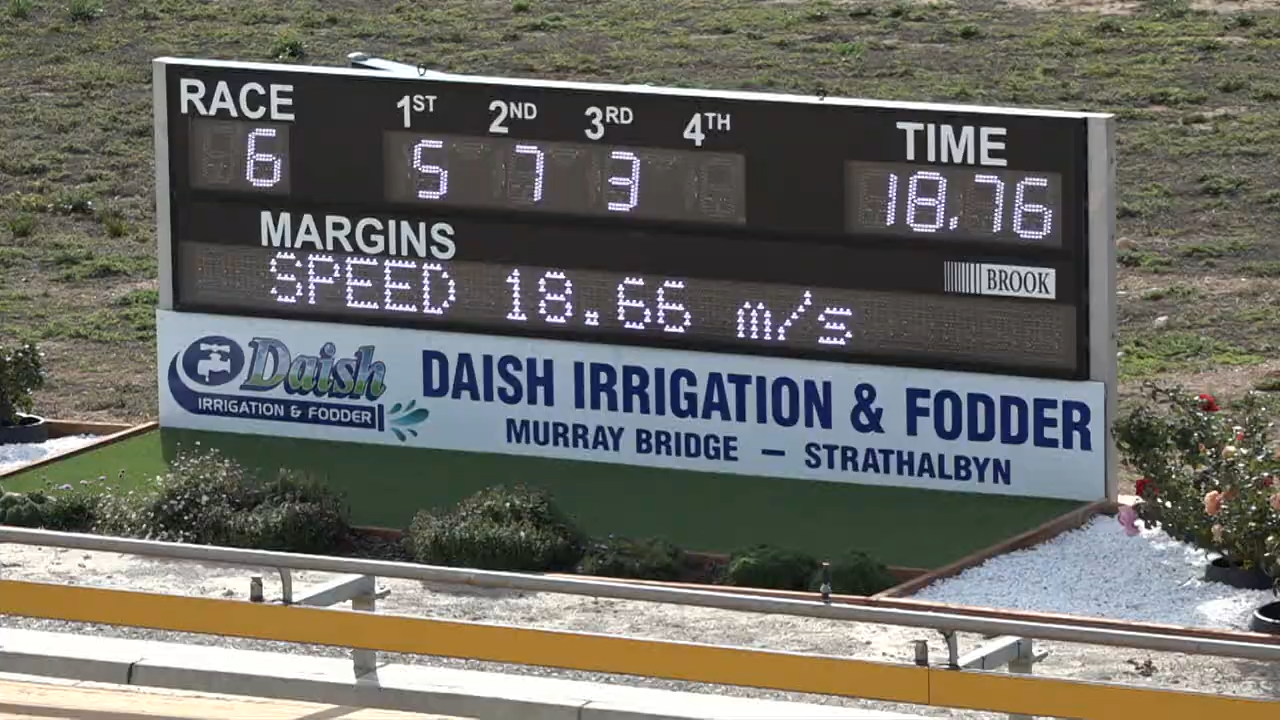 RACE 1ST 2ND 3RD 4TH TIME
6 5 7 3 18.76
MARGINS
BROOK
SPEED 18.66 m/s
Daish
IRRIGATION & FODDER
DAISH IRRIGATION & FODDER
MURRAY BRIDGE – STRATHALBYN